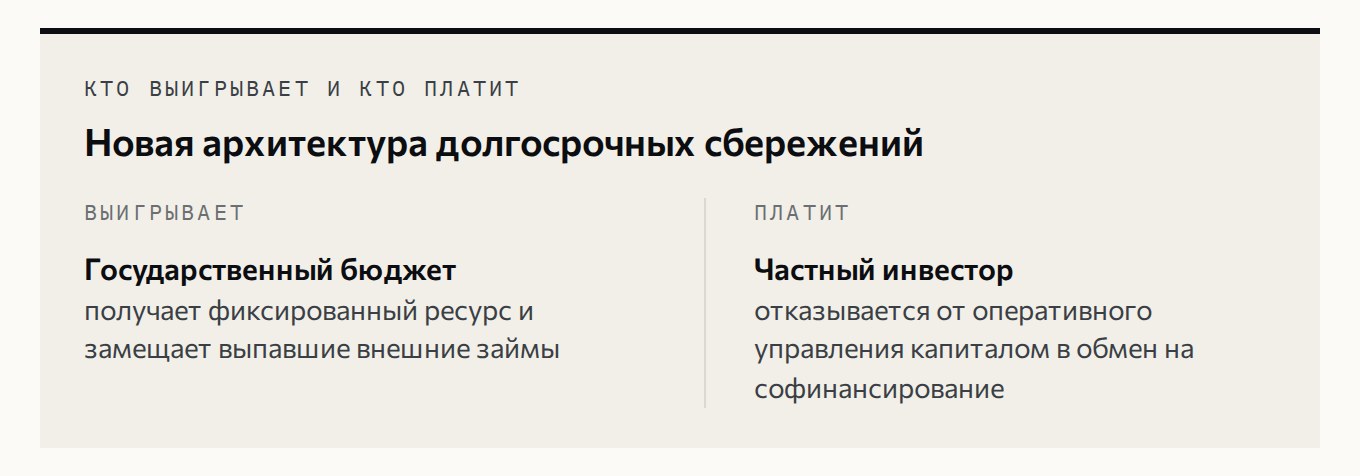 КТО ВЫИГРЫВАЕТ И КТО ПЛАТИТ
Новая архитектура долгосрочных сбережений
ВЫИГРЫВАЕТ
Государственный бюджет
получает фиксированный ресурс и
замещает выпавшие внешние займы
ПЛАТИТ
Частный инвестор
отказывается от оперативного
управления капиталом в обмен на
софинансирование